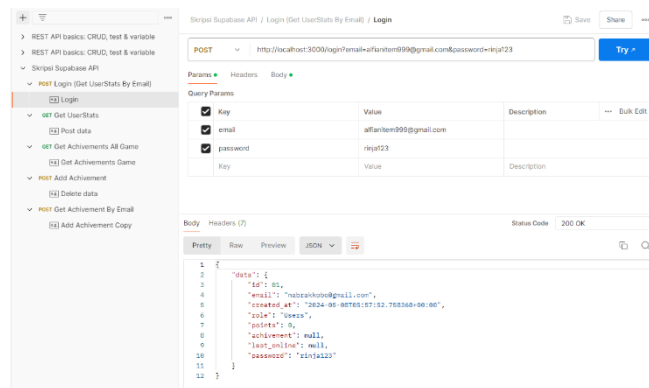 Skripsi Supabase API / Login (Get UserStats By Email) / Login
Save Share
REST API basics: CRUD, test & variable
REST API basics: CRUD, test & variable
Skripsi Supabase API
POST Login (Get UserStats By Email)
Login
GET Get UserStats
Post data
GET Get Achivements All Game
Get Achivements Game
POST Add Achivement
Delete data
POST Get Achivement By Email
Add Achivement Copy
POST http://localhost:3000/login?email=alfianitem999@gmail.com&password=rinja123 Try
Params Headers Body
Query Params
Key Value Description Bulk Edit
email alfianitem999@gmail.com
password rinja123
Key Value Description
Body Headers (7) Status Code 200 OK
Pretty Raw Preview JSON
1 {
2 "data": {
3 "id": 81,
4 "email": "nabrakkobo@gmail.com",
5 "created_at": "2024-05-08T05:57:52.758368+00:00",
6 "role": "Users",
7 "points": 0,
8 "achivement": null,
9 "last_online": null,
10 "password": "rinja123"
11 }
12 }